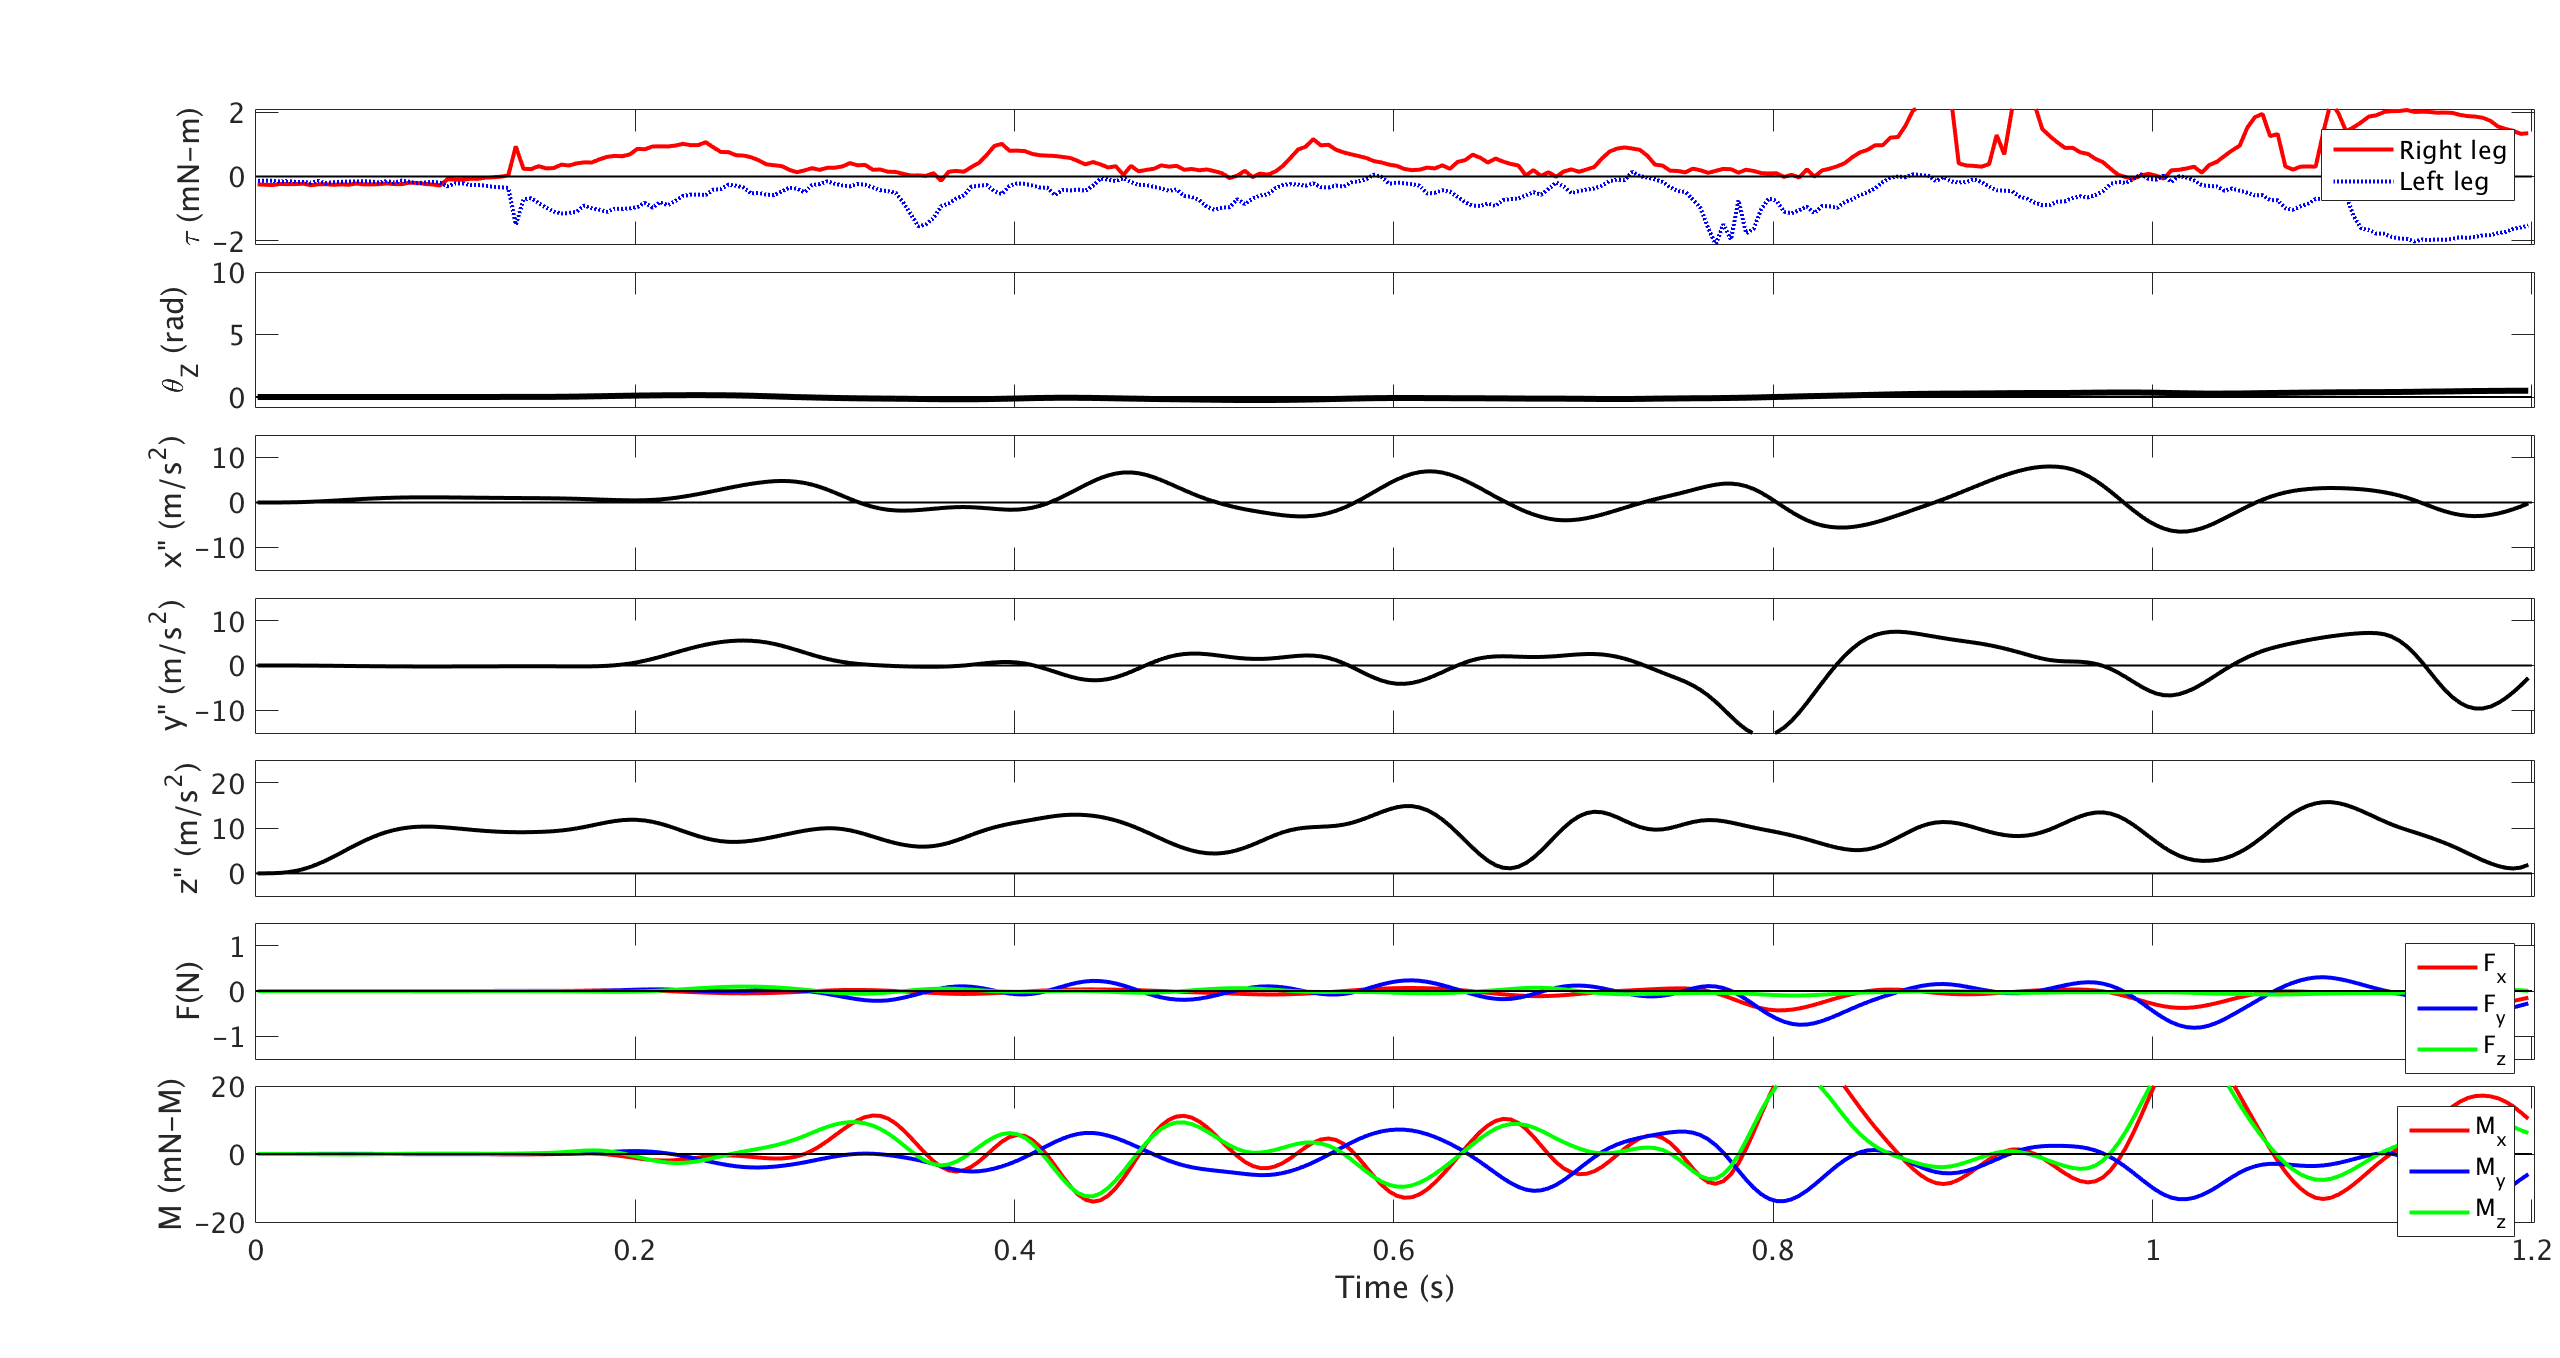 τ (mN-m)
2
0
-2
Right leg
Left leg
θz (rad)
10
5
0
x" (m/s²)
10
0
-10
y" (m/s²)
10
0
-10
z" (m/s²)
20
10
0
F(N)
1
0
-1
Fx
Fy
Fz
M (mN-M)
20
0
-20
Mx
My
Mz
0 0.2 0.4 0.6 0.8 1 1.2
Time (s)